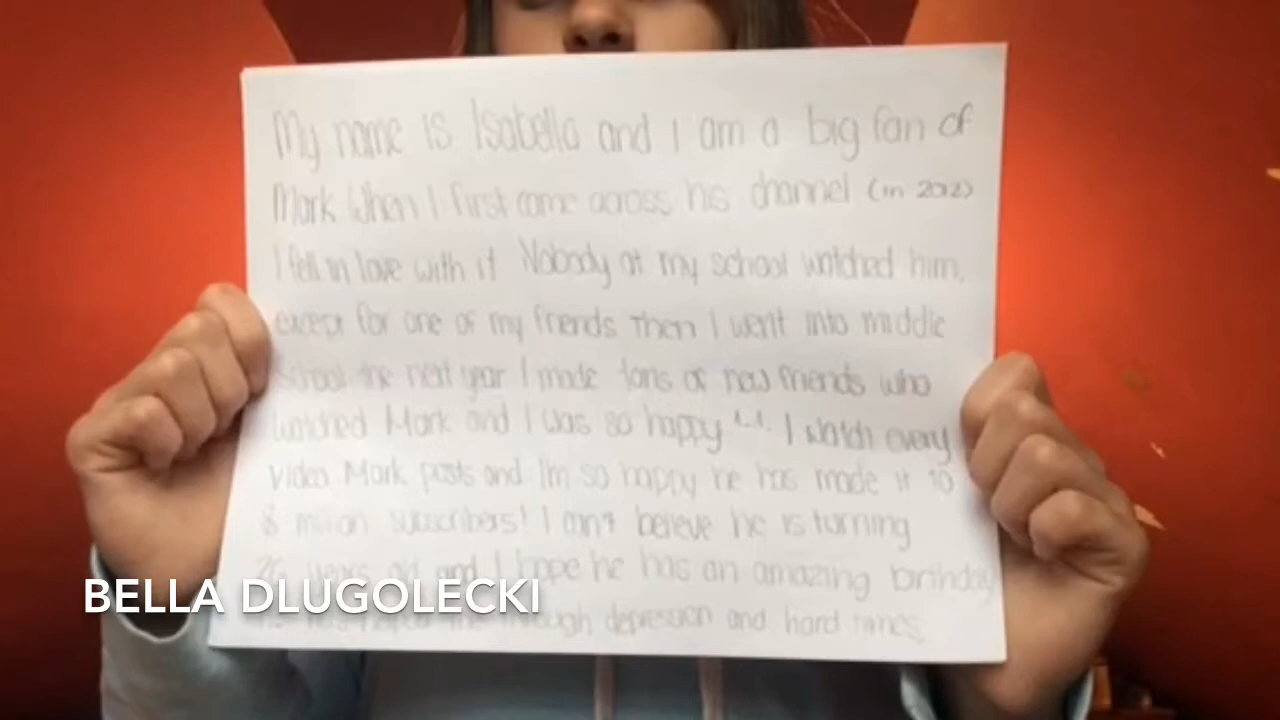 My name is Isabella and I am a big fan of
Mark When I first came across his channel (in 2012)
I fell in love with it Nobody at my school watched him,
except for one of my friends Then I went into middle
School the next year I made tons of new friends who
watched Mark and I was so happy ^-^. I watch every
video Mark posts and I'm so happy he has made it to
8 million subscribers! I can't believe he is turning
26 years old and I hope he has an amazing birthday
through depression and hard times
BELLA DLUGOLECKI